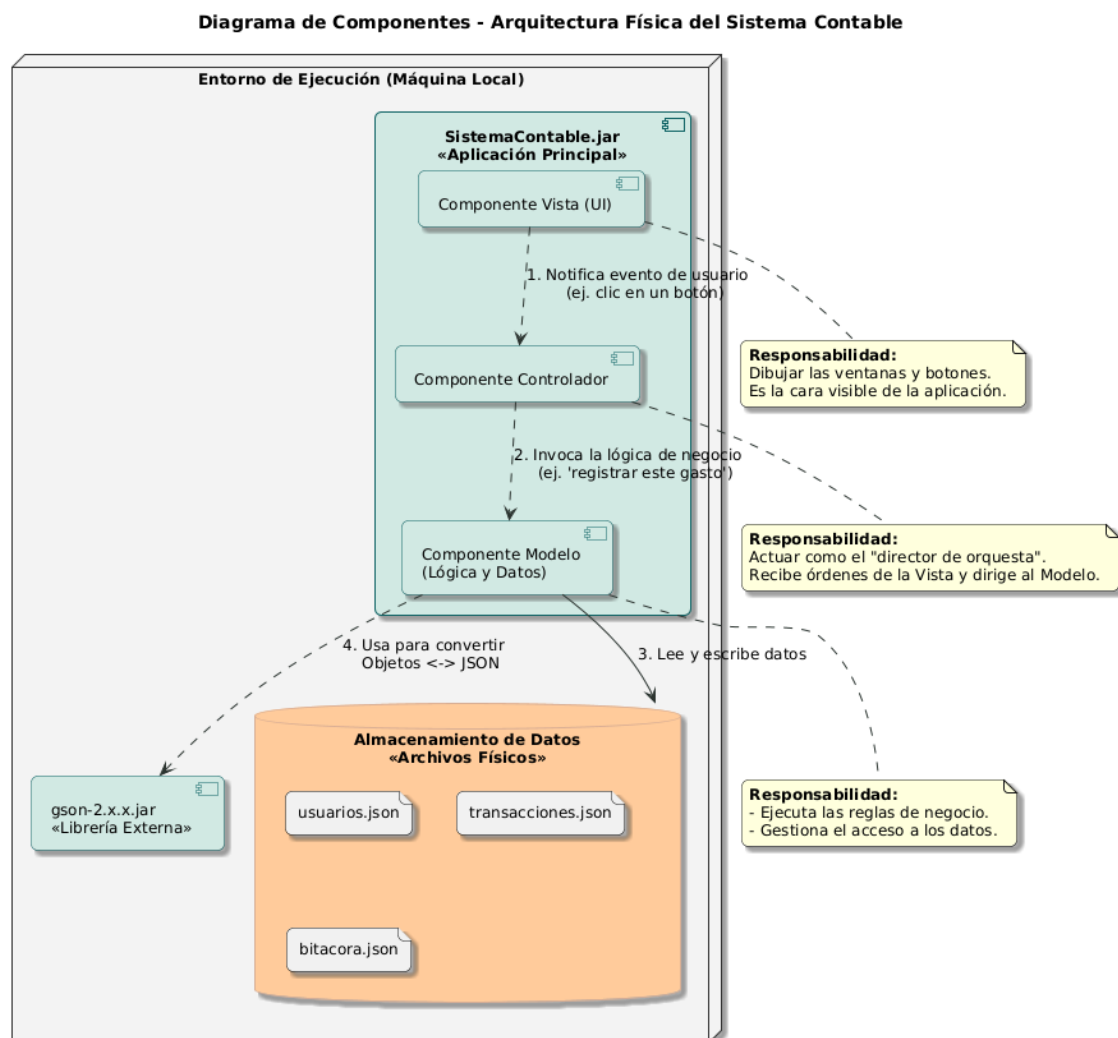 Diagrama de Componentes - Arquitectura Física del Sistema Contable
Entorno de Ejecución (Máquina Local)
SistemaContable.jar
«Aplicación Principal»
Componente Vista (UI)
1. Notifica evento de usuario
(ej. clic en un botón)
Responsabilidad:
Dibujar las ventanas y botones.
Es la cara visible de la aplicación.
Componente Controlador
2. Invoca la lógica de negocio
(ej. 'registrar este gasto')
Responsabilidad:
Actuar como el "director de orquesta".
Recibe órdenes de la Vista y dirige al Modelo.
Componente Modelo
(Lógica y Datos)
4. Usa para convertir
Objetos <-> JSON
3. Lee y escribe datos
Almacenamiento de Datos
«Archivos Físicos»
gson-2.x.x.jar
«Librería Externa»
usuarios.json
transacciones.json
bitacora.json
Responsabilidad:
- Ejecuta las reglas de negocio.
- Gestiona el acceso a los datos.